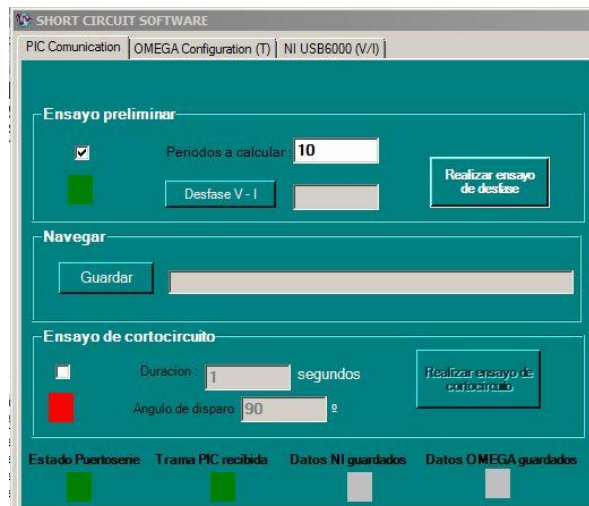 SHORT CIRCUIT SOFTWARE
PIC Comunication OMEGA Configuration (T) NI USB6000 (V/I)
Ensayo preliminar
Periodos a calcular : 10
Desfase V - I
Realizar ensayo
de desfase
Navegar
Guardar
Ensayo de cortocircuito
Duracion : 1 segundos
Angulo de disparo 90 º
Realizar ensayo de
cortocircuito
Estado Puertoserie Trama PIC recibida Datos NI guardados Datos OMEGA guardados